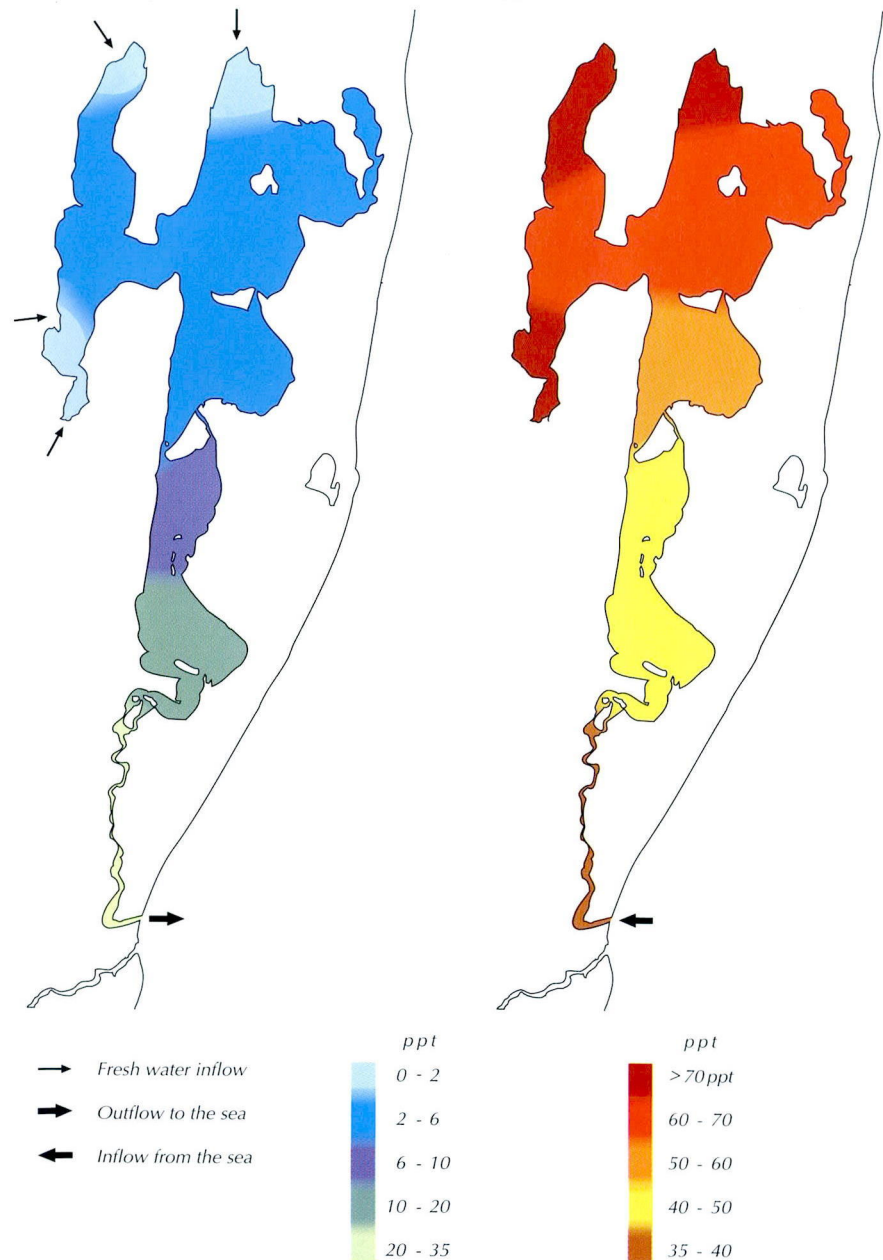 Fresh water inflow
Outflow to the sea
Inflow from the sea
ppt
0 - 2
2 - 6
6 - 10
10 - 20
20 - 35
ppt
>70 ppt
60 - 70
50 - 60
40 - 50
35 - 40